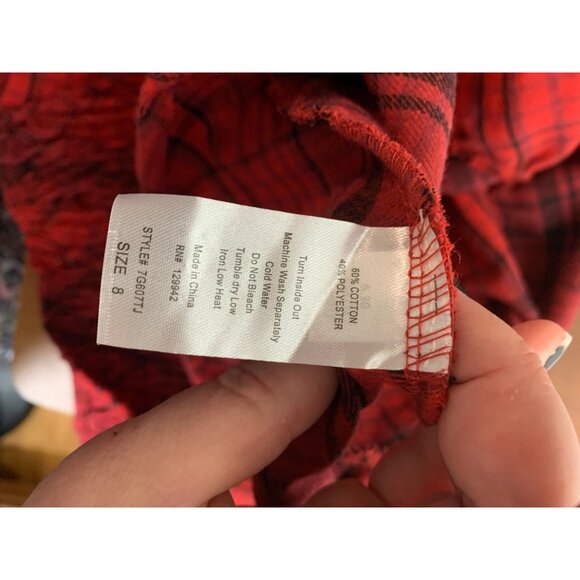 60% COTTON
40% POLYESTER
Turn Inside Out
Machine Wash Separately
Cold Water
Do Not Bleach
Tumble dry Low
Iron Low Heat
Made in China
RN# 129942
STYLE# 7G607TJ
SIZE 8